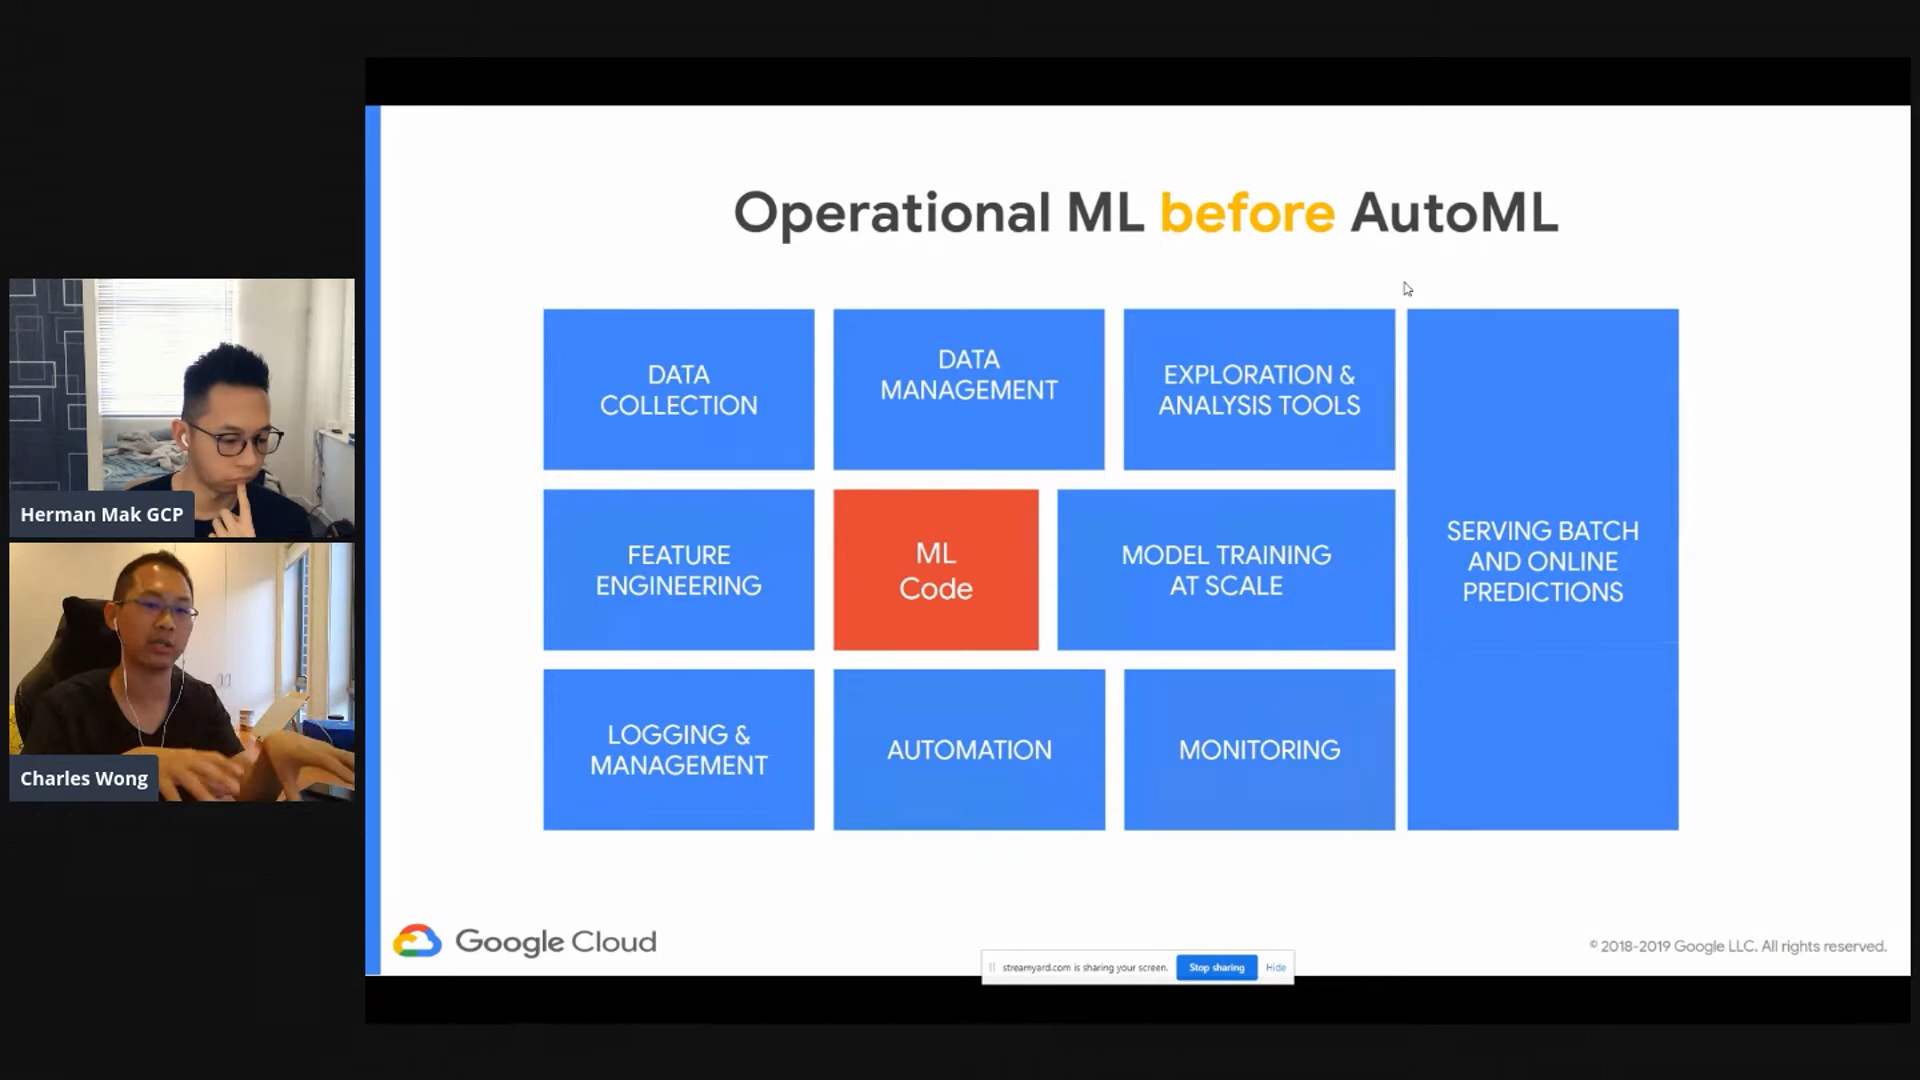 Operational ML before AutoML
DATA
COLLECTION
DATA
MANAGEMENT
EXPLORATION &
ANALYSIS TOOLS
FEATURE
ENGINEERING
ML
Code
MODEL TRAINING
AT SCALE
SERVING BATCH
AND ONLINE
PREDICTIONS
LOGGING &
MANAGEMENT
AUTOMATION
MONITORING
Herman Mak GCP
Charles Wong
Google Cloud
© 2018-2019 Google LLC. All rights reserved.
streamyard.com is sharing your screen. Stop sharing Hide